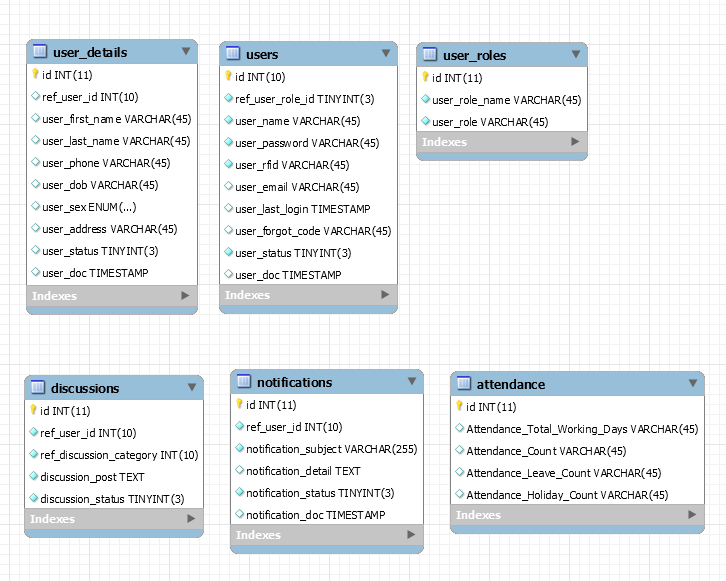 user_details
id INT(11)
ref_user_id INT(10)
user_first_name VARCHAR(45)
user_last_name VARCHAR(45)
user_phone VARCHAR(45)
user_dob VARCHAR(45)
user_sex ENUM(...)
user_address VARCHAR(45)
user_status TINYINT(3)
user_doc TIMESTAMP
Indexes
users
id INT(10)
ref_user_role_id TINYINT(3)
user_name VARCHAR(45)
user_password VARCHAR(45)
user_rfid VARCHAR(45)
user_email VARCHAR(45)
user_last_login TIMESTAMP
user_forgot_code VARCHAR(45)
user_status TINYINT(3)
user_doc TIMESTAMP
Indexes
user_roles
id INT(11)
user_role_name VARCHAR(45)
user_role VARCHAR(45)
Indexes
discussions
id INT(11)
ref_user_id INT(10)
ref_discussion_category INT(10)
discussion_post TEXT
discussion_status TINYINT(3)
Indexes
notifications
id INT(11)
ref_user_id INT(10)
notification_subject VARCHAR(255)
notification_detail TEXT
notification_status TINYINT(3)
notification_doc TIMESTAMP
Indexes
attendance
id INT(11)
Attendance_Total_Working_Days VARCHAR(45)
Attendance_Count VARCHAR(45)
Attendance_Leave_Count VARCHAR(45)
Attendance_Holiday_Count VARCHAR(45)
Indexes